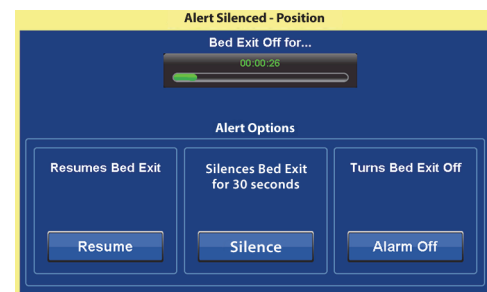 Alert Silenced - Position
Bed Exit Off for...
00:00:26
Alert Options
Resumes Bed Exit
Resume
Silences Bed Exit
for 30 seconds
Silence
Turns Bed Exit Off
Alarm Off